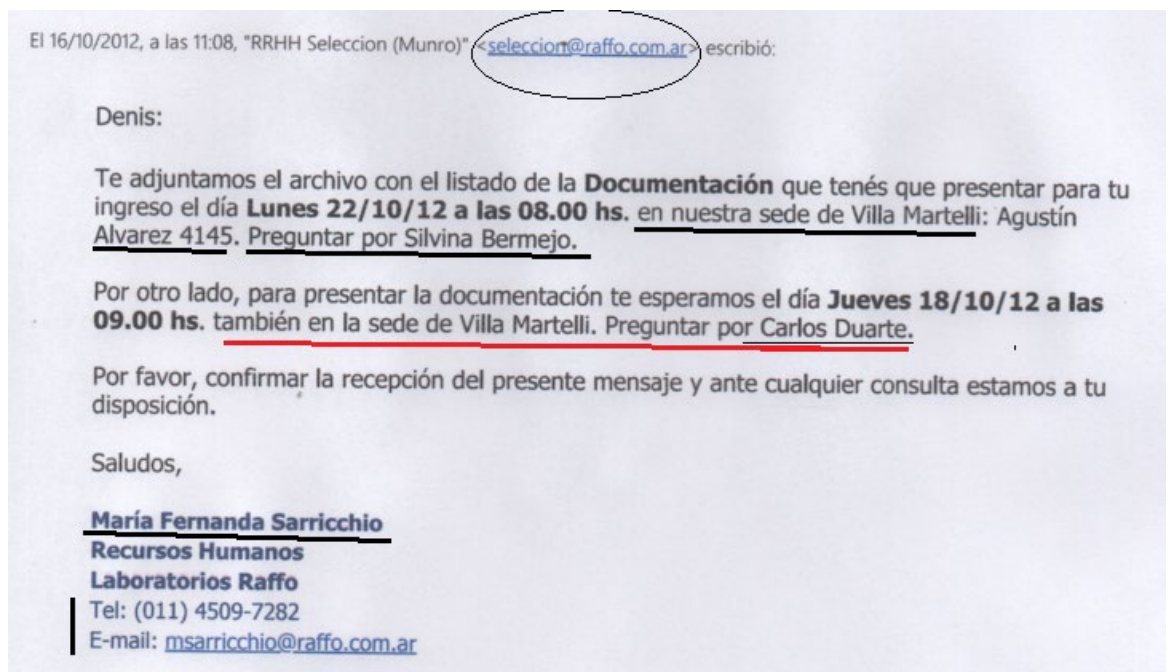 El 16/10/2012, a las 11:08, "RRHH Seleccion (Munro)" <seleccion@raffo.com.ar> escribió:
Denis:
Te adjuntamos el archivo con el listado de la Documentación que tenés que presentar para tu
ingreso el día Lunes 22/10/12 a las 08.00 hs. en nuestra sede de Villa Martelli: Agustín
Alvarez 4145. Preguntar por Silvina Bermejo.
Por otro lado, para presentar la documentación te esperamos el día Jueves 18/10/12 a las
09.00 hs. también en la sede de Villa Martelli. Preguntar por Carlos Duarte.
Por favor, confirmar la recepción del presente mensaje y ante cualquier consulta estamos a tu
disposición.
Saludos,
María Fernanda Sarricchio
Recursos Humanos
Laboratorios Raffo
Tel: (011) 4509-7282
E-mail: msarricchio@raffo.com.ar